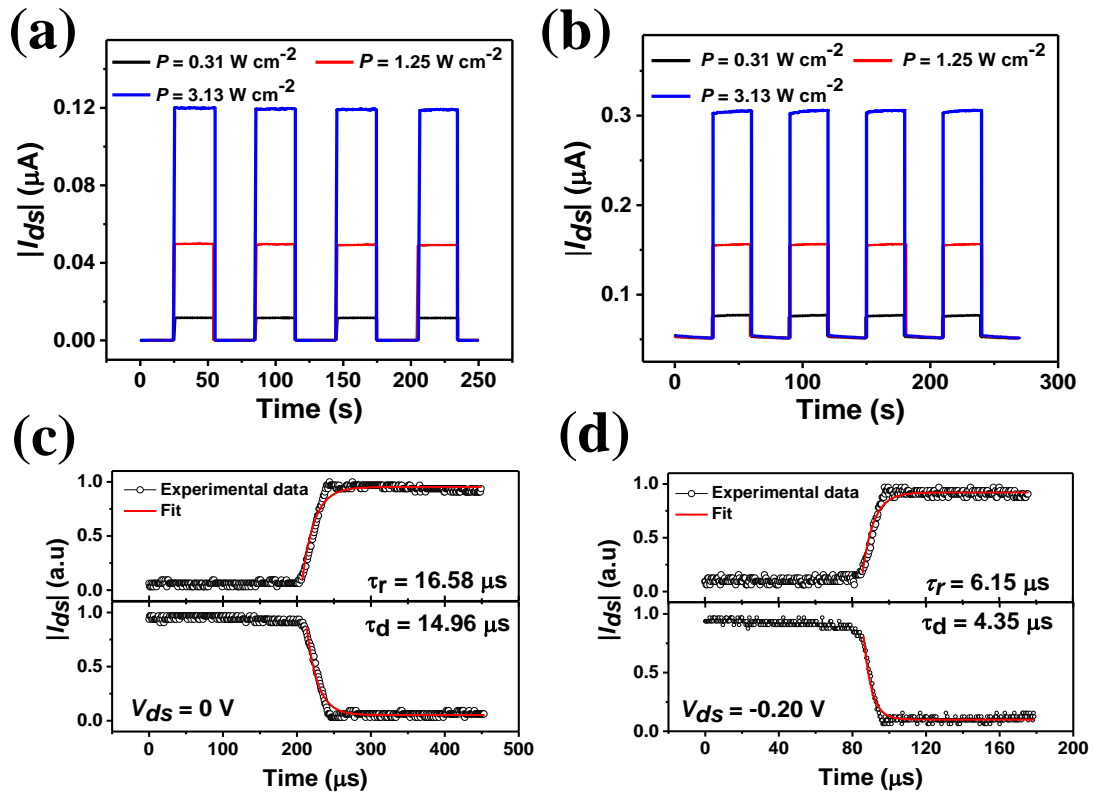 (a)
P = 0.31 W cm-2 P = 1.25 W cm-2
P = 3.13 W cm-2
0.12
0.08
0.04
0.00
|Ids| (μA)
0 50 100 150 200 250
Time (s)
(b)
P = 0.31 W cm-2 P = 1.25 W cm-2
P = 3.13 W cm-2
0.3
0.2
0.1
|Ids| (μA)
0 100 200 300
Time (s)
(c)
1.0
0.5
0.0
Experimental data
Fit
τr = 16.58 μs
|Ids| (a.u)
1.0
0.5
0.0
τd = 14.96 μs
Vds = 0 V
0 100 200 300 400 500
Time (μs)
(d)
1.0
0.5
0.0
Experimental data
Fit
τr = 6.15 μs
|Ids| (a.u)
1.0
0.5
0.0
τd = 4.35 μs
Vds = -0.20 V
0 40 80 120 160 200
Time (μs)